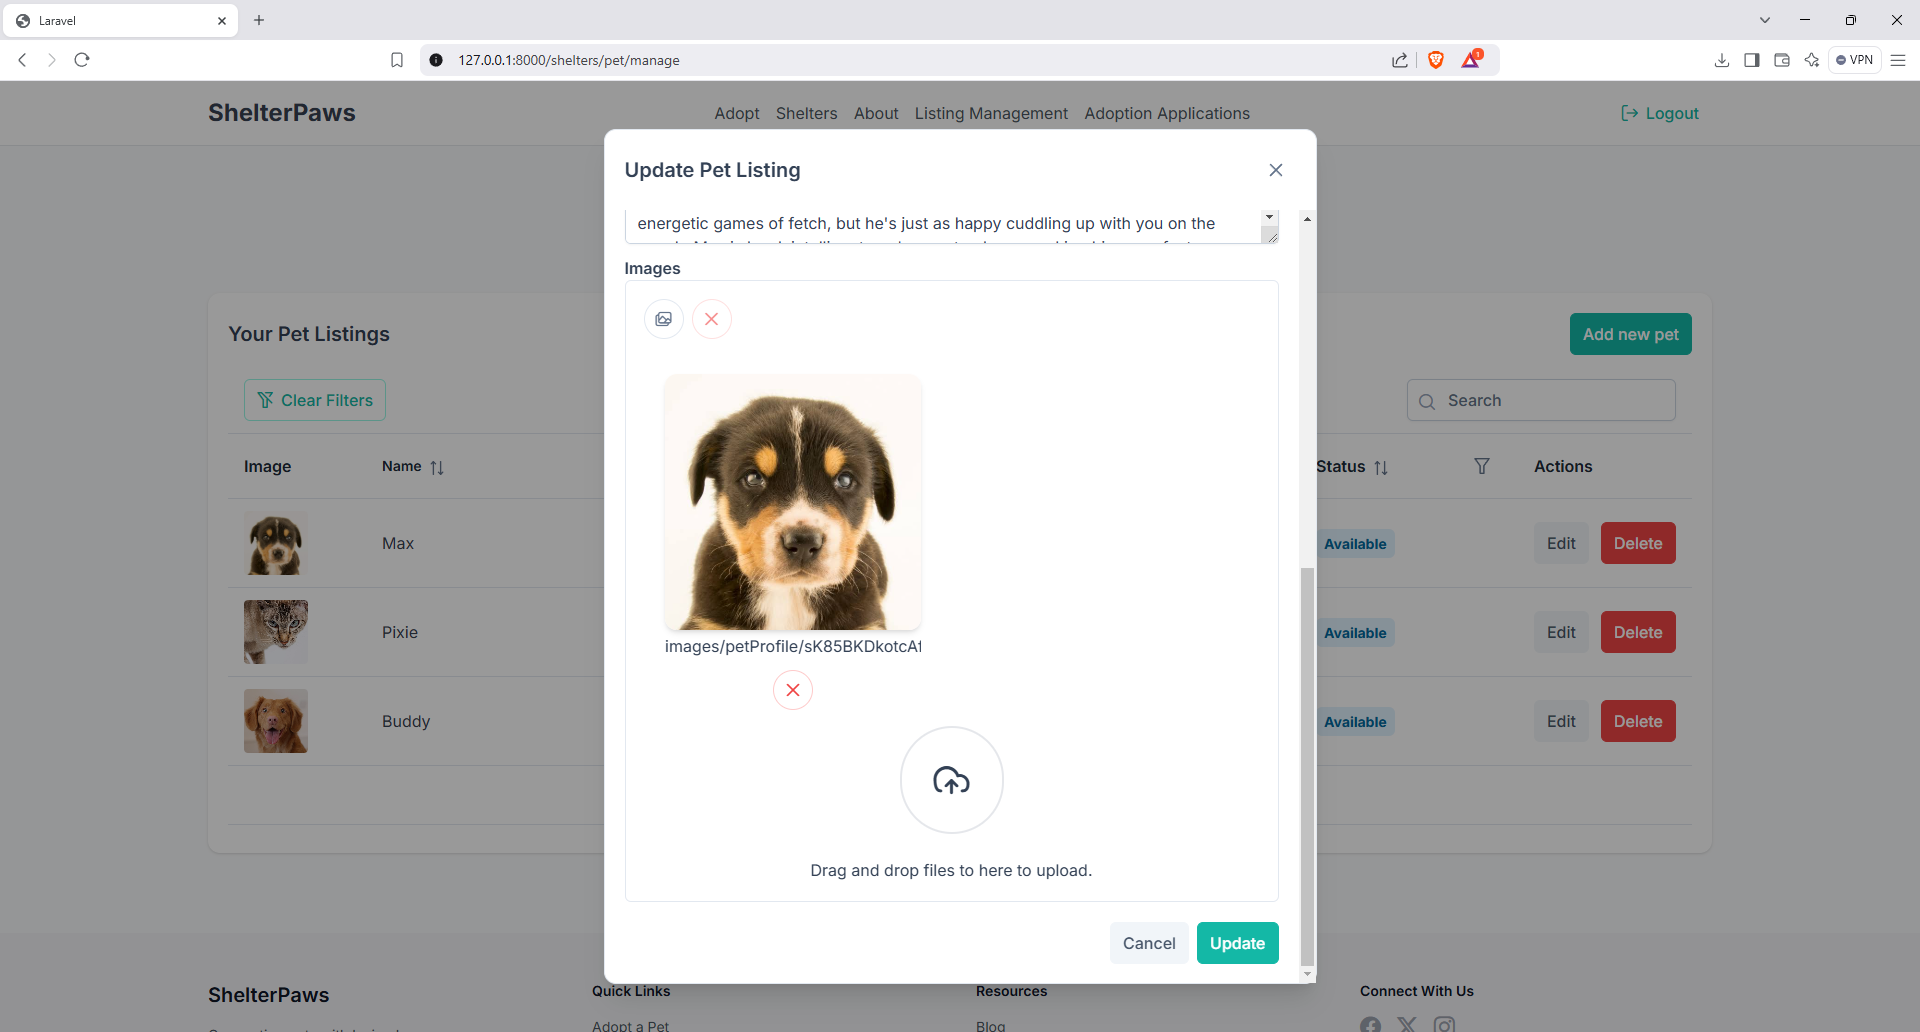 Laravel
127.0.0.1:8000/shelters/pet/manage
1
VPN
ShelterPaws
Adopt Shelters About Listing Management Adoption Applications
Logout
Update Pet Listing
energetic games of fetch, but he's just as happy cuddling up with you on the
Images
images/petProfile/sK85BKDkotcAf
Drag and drop files to here to upload.
Cancel Update
Your Pet Listings
Add new pet
Clear Filters
Search
Image Name Status Actions
Max Available Edit Delete
Pixie Available Edit Delete
Buddy Available Edit Delete
ShelterPaws
Quick Links
Adopt a Pet
Resources
Blog
Connect With Us